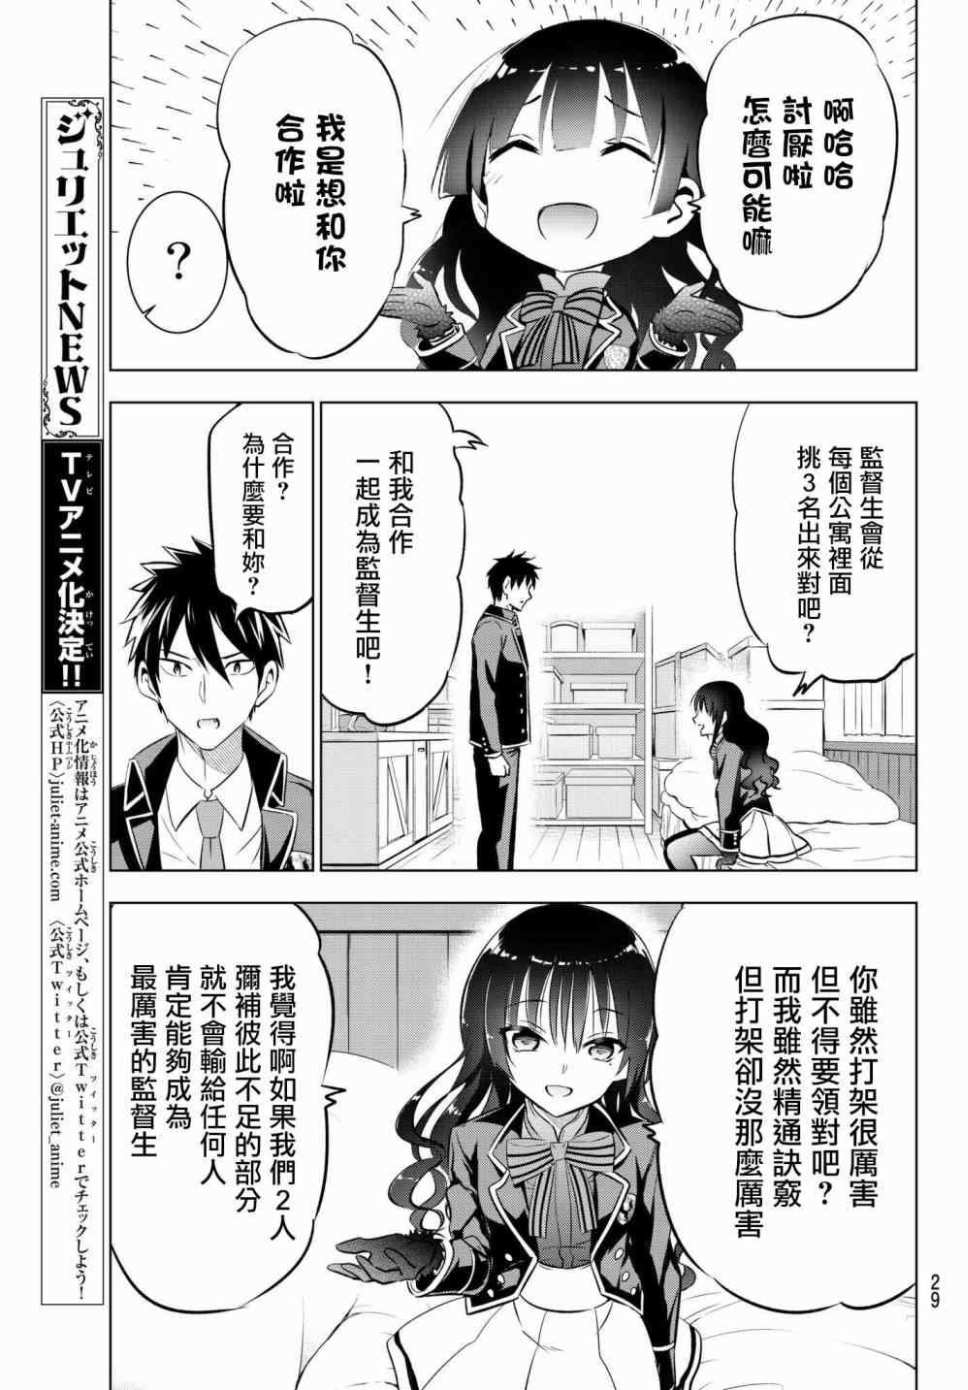 啊哈哈
討厭啦
怎麼可能嘛
我是想和你
合作啦
?
監督生會從
每個公寓裡面
挑3名出來對吧?
和我合作
一起成為監督生吧!
合作?
為什麼要和妳?
你雖然打架很厲害
但不得要領對吧?
而我雖然精通訣竅
但打架卻沒那麼厲害
我覺得啊如果我們2人
彌補彼此不足的部分
就不會輸給任何人
肯定能夠成為
最厲害的監督生
29
ジュリエットNEWS
TVアニメ化決定!!
テレビ
かけってい
アニメ化情報はアニメ公式ホームページ、もしくは公式Twitterでチェックしよう!
〈公式HP〉juliet-anime.com 〈公式Twitter〉@juliet_anime